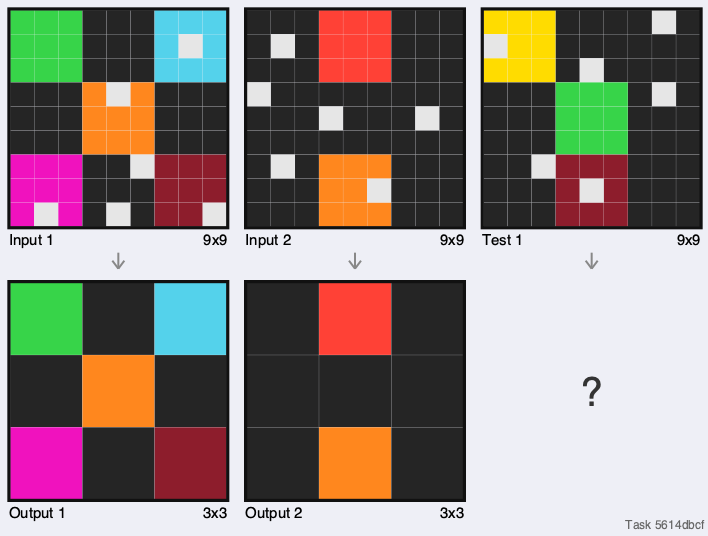 Input 1 9x9 Input 2 9x9 Test 1 9x9
↓ ↓ ↓
?
Output 1 3x3 Output 2 3x3
Task 5614dbcf